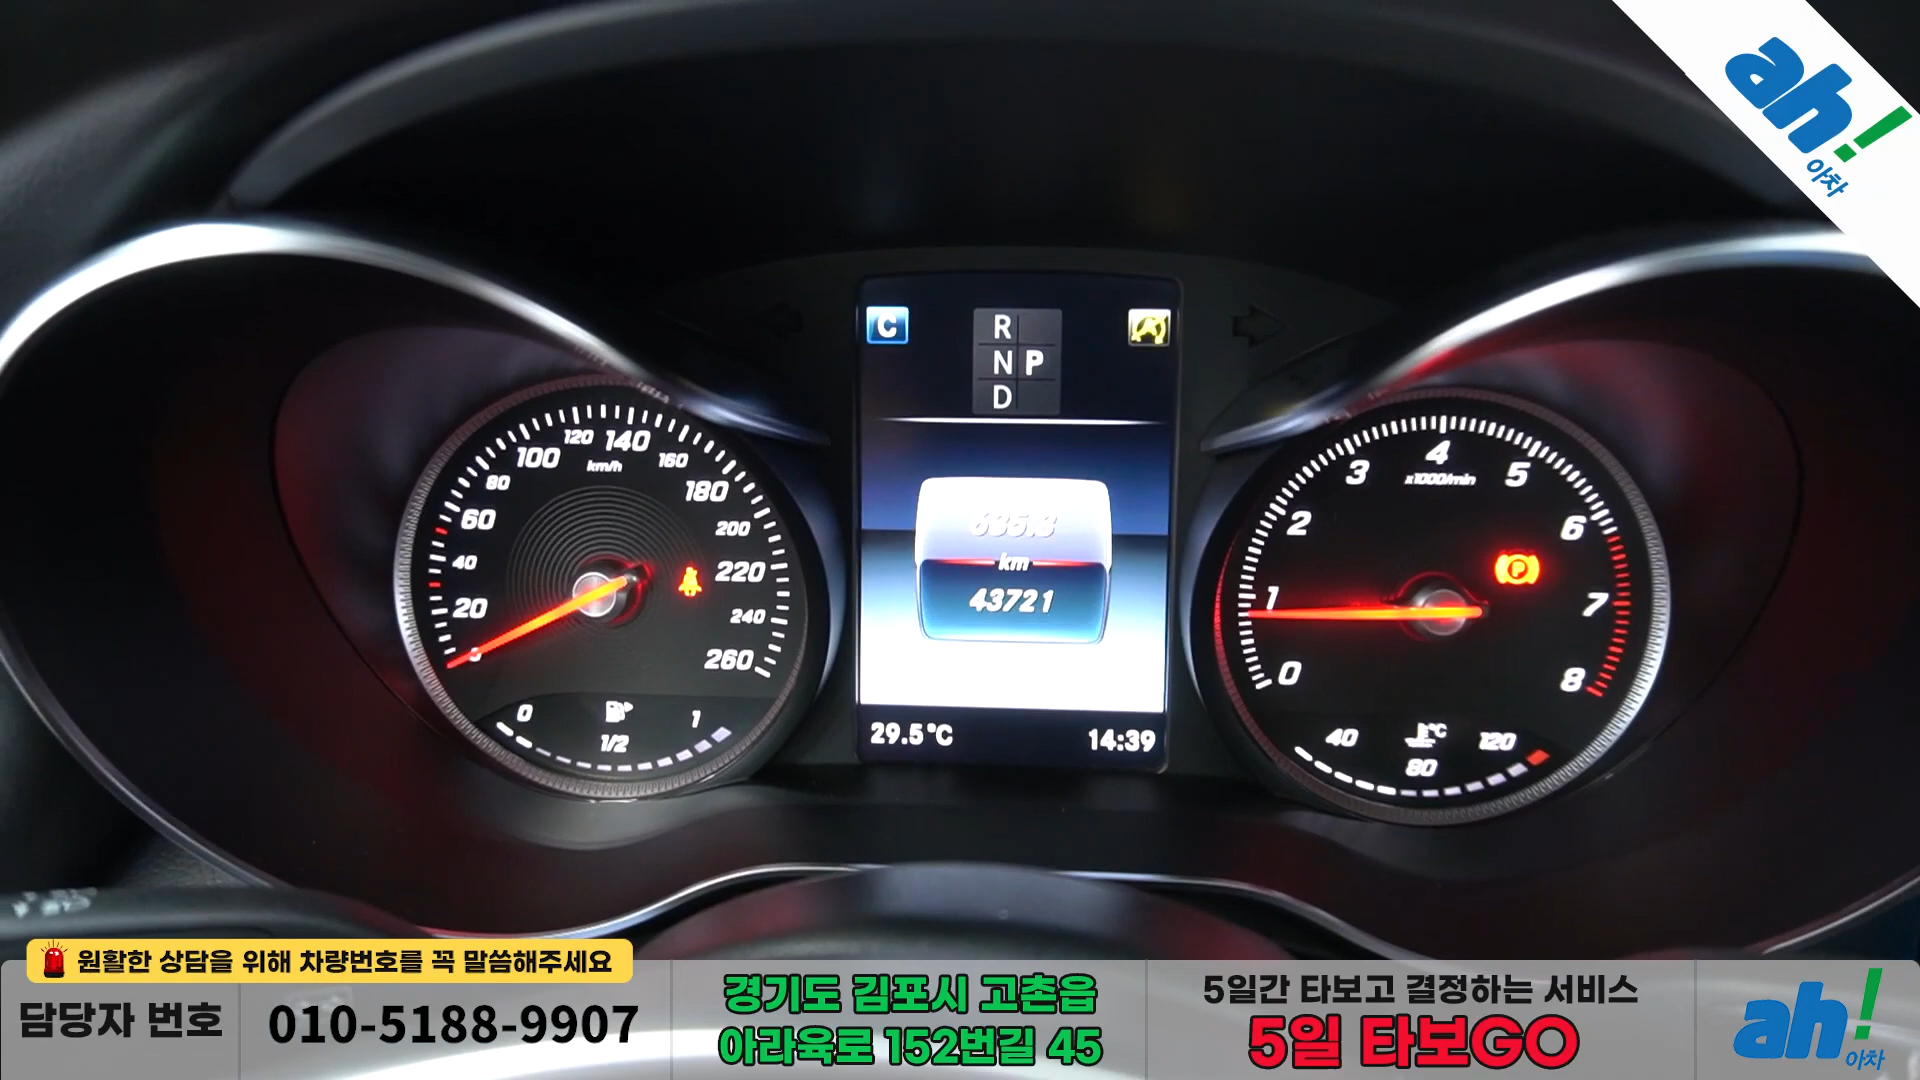 ah!
아차
C
R
N P
D
120 140
100 km/h 160
80 180
60 200
40 220
20 240
0 260
0 1
1/2
635.3
km
43721
29.5°C 14:39
4
3 x1000/min 5
2 6
P
1 7
0 8
40 °C 120
80
원활한 상담을 위해 차량번호를 꼭 말씀해주세요
담당자 번호 010-5188-9907
경기도 김포시 고촌읍
아라육로 152번길 45
5일간 타보고 결정하는 서비스
5일 타보GO
ah!
아차